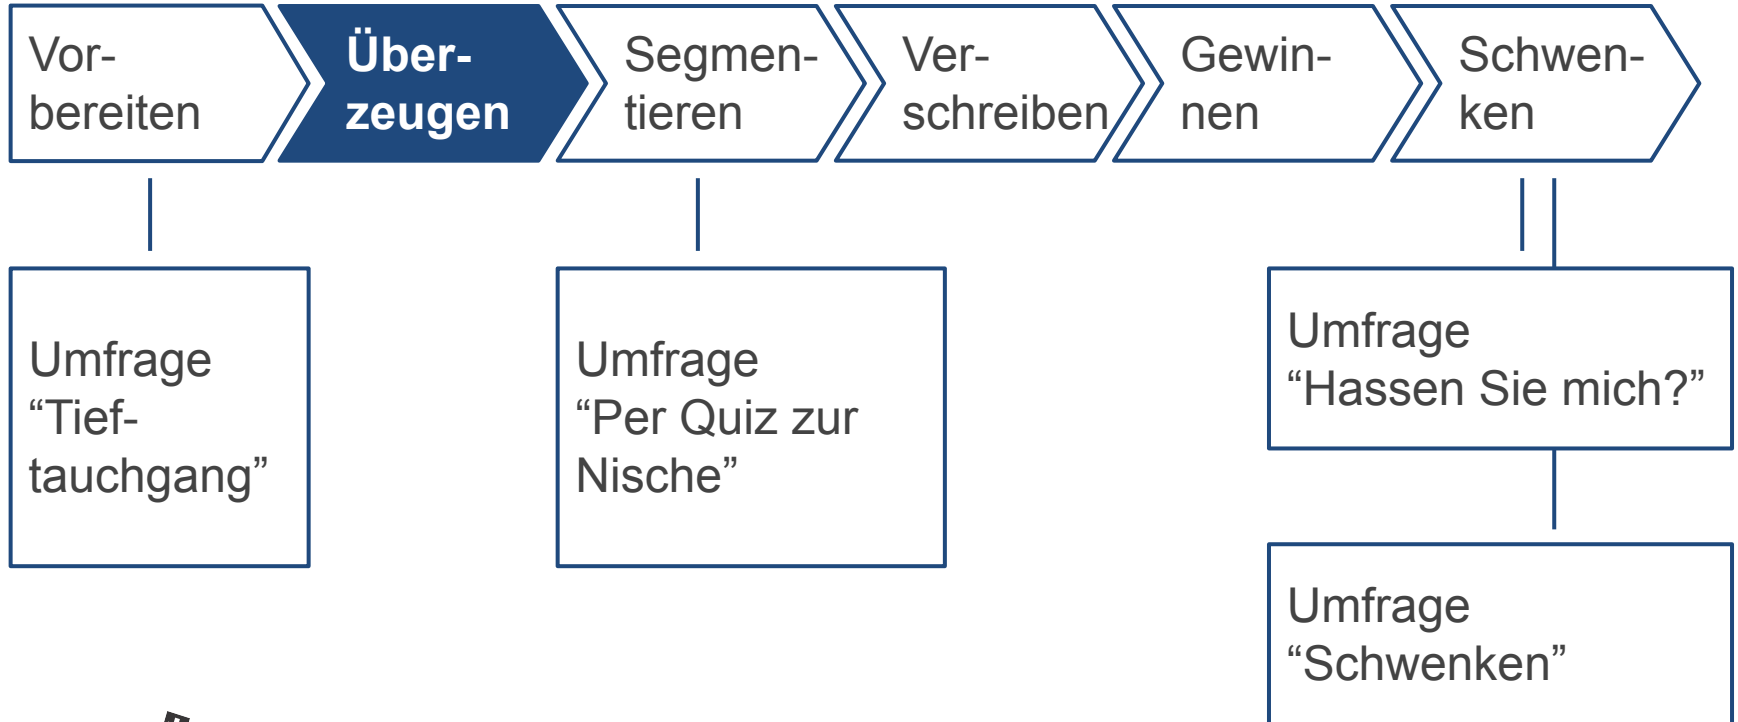 Vor-
bereiten
Über-
zeugen
Segmen-
tieren
Ver-
schreiben
Gewin-
nen
Schwen-
ken
Umfrage
“Tief-
tauchgang”
Umfrage
“Per Quiz zur
Nische”
Umfrage
“Hassen Sie mich?”
Umfrage
“Schwenken”